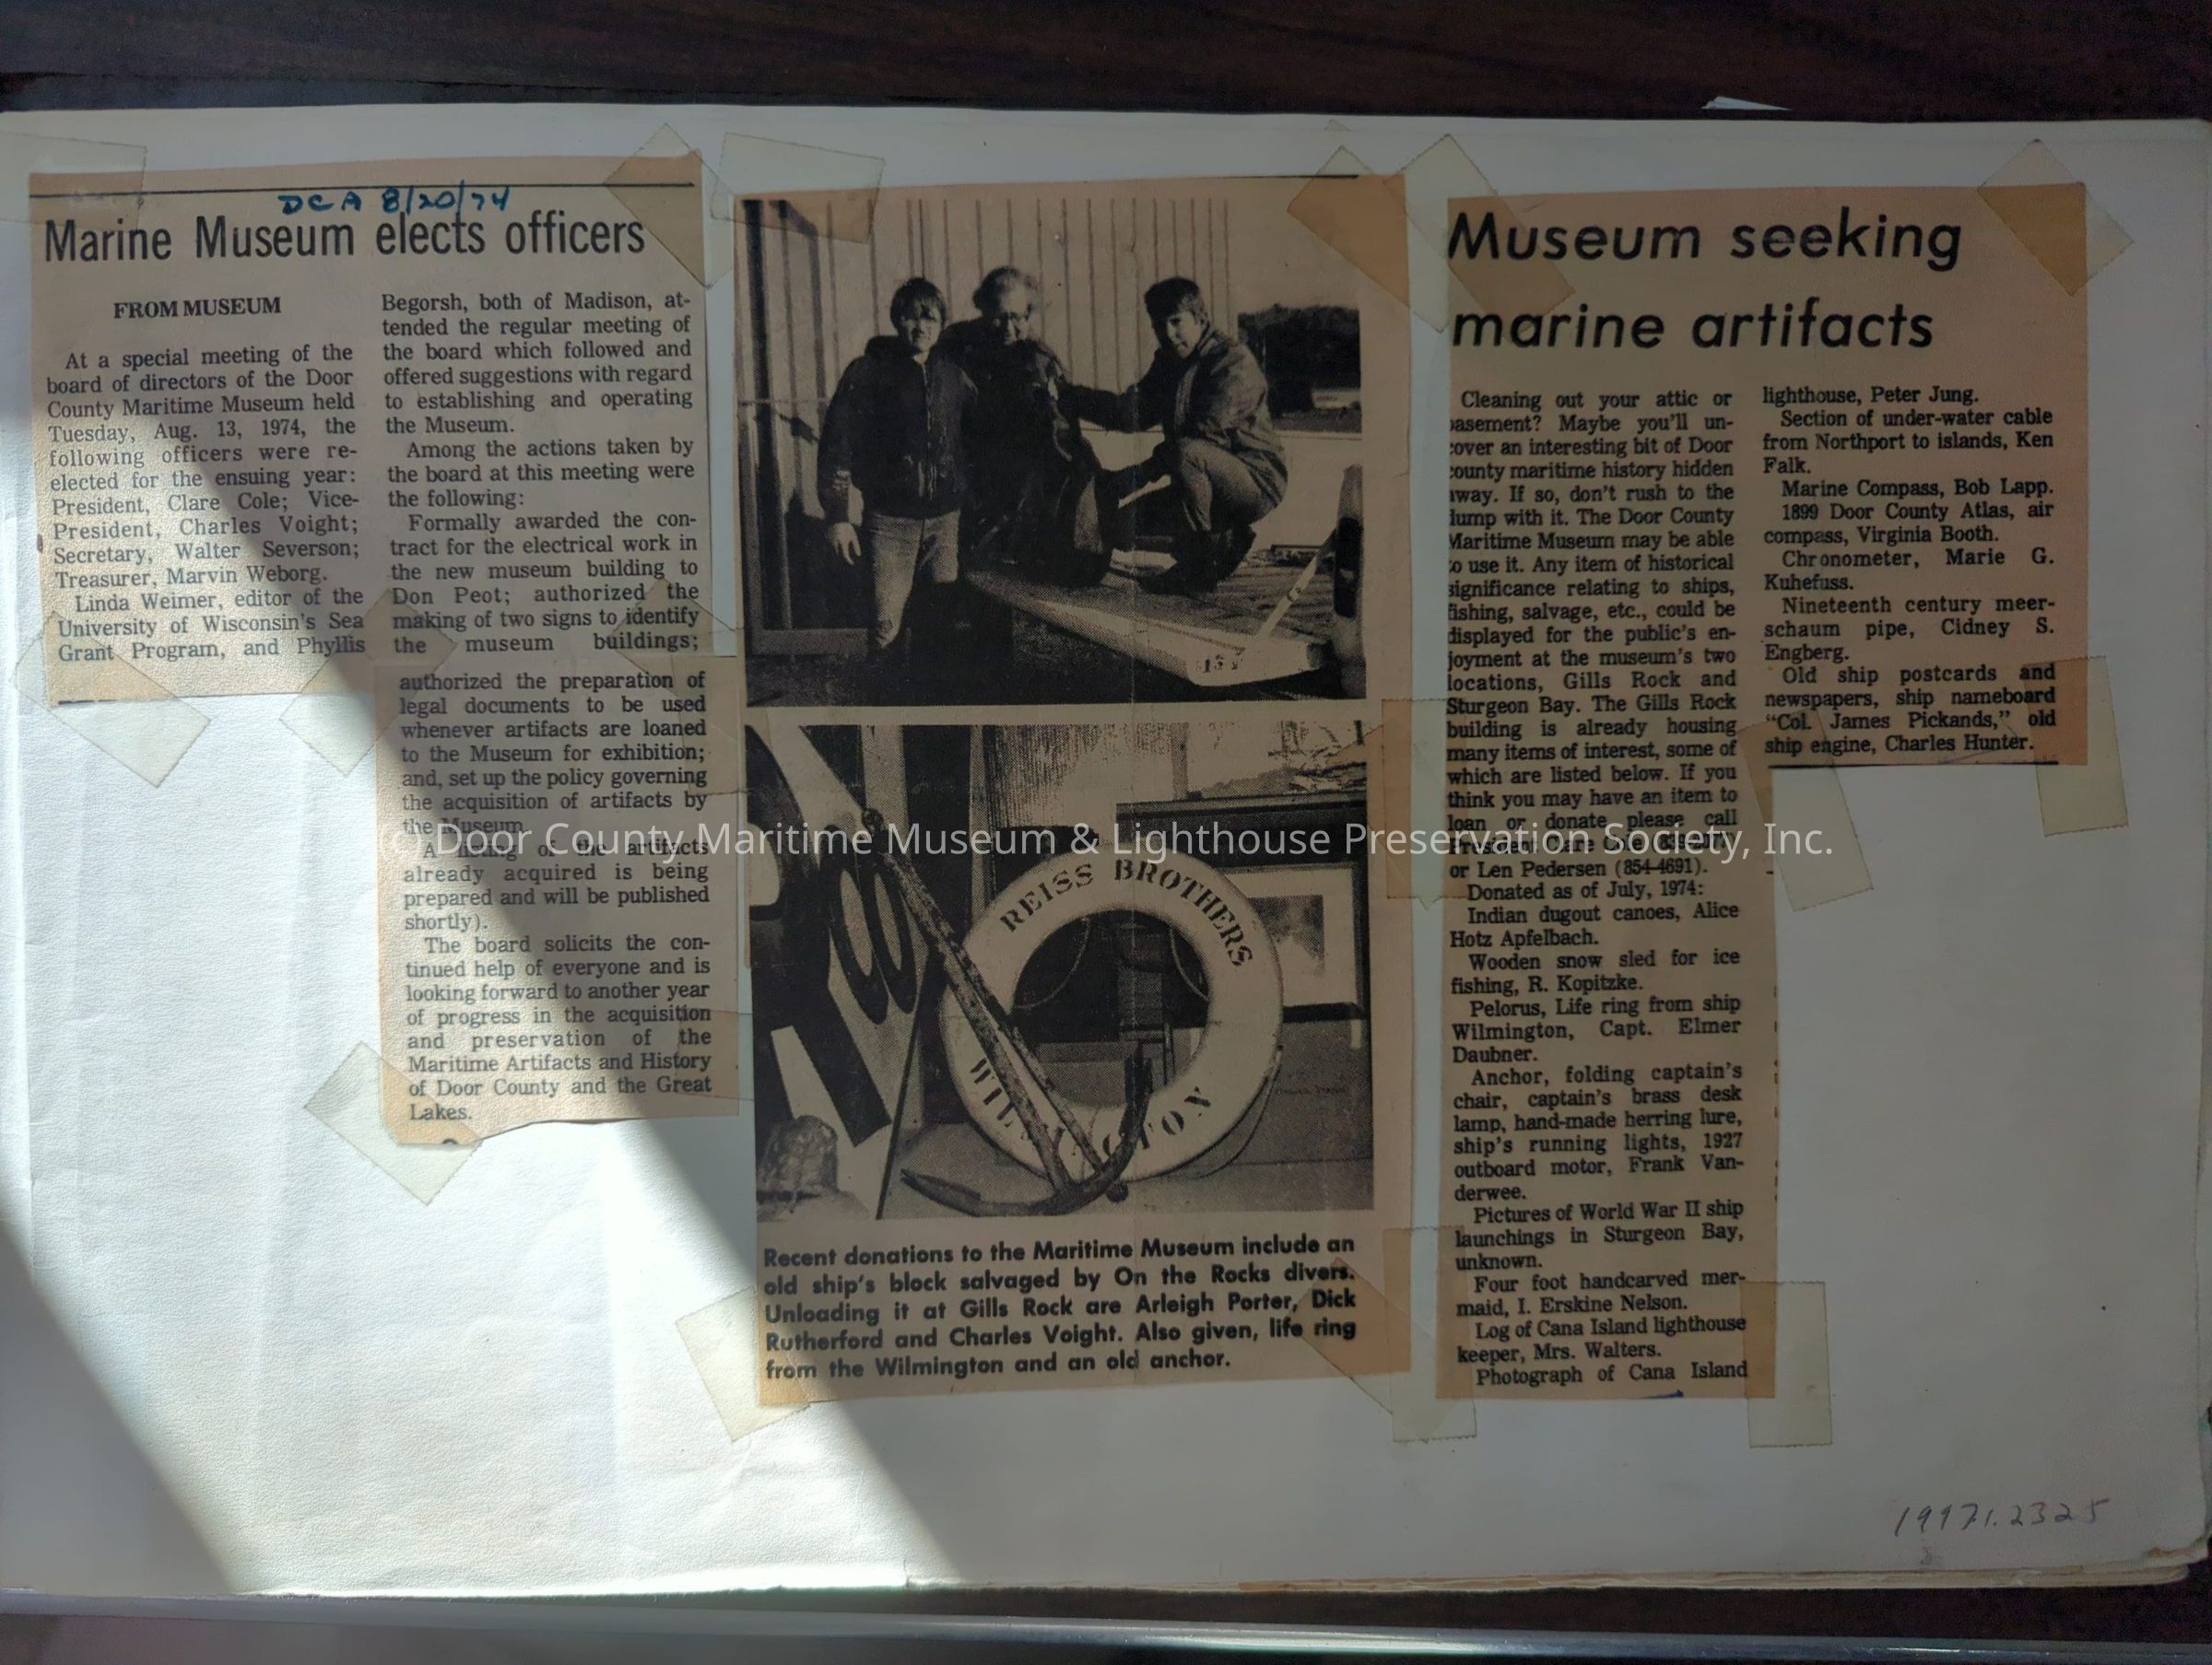 DCA 8/20/74
Marine Museum elects officers
FROM MUSEUM
At a special meeting of the
board of directors of the Door
County Maritime Museum held
Tuesday, Aug. 13, 1974, the
following officers were re-
elected for the ensuing year:
President, Clare Cole; Vice-
President, Charles Voight;
Secretary, Walter Severson;
Treasurer, Marvin Weborg.
Linda Weimer, editor of the
University of Wisconsin's Sea
Grant Program, and Phyllis
Begorsh, both of Madison, at-
tended the regular meeting of
the board which followed and
offered suggestions with regard
to establishing and operating
the Museum.
Among the actions taken by
the board at this meeting were
the following:
Formally awarded the con-
tract for the electrical work in
the new museum building to
Don Peot; authorized the
making of two signs to identify
the museum buildings;
authorized the preparation of
legal documents to be used
whenever artifacts are loaned
to the Museum for exhibition;
and, set up the policy governing
the acquisition of artifacts by
the Museum
A listing of the artifacts
already acquired is being
prepared and will be published
shortly).
The board solicits the con-
tinued help of everyone and is
looking forward to another year
of progress in the acquisition
and preservation of the
Maritime Artifacts and History
of Door County and the Great
Lakes.
REISS BROTHERS
Recent donations to the Maritime Museum include an
old ship's block salvaged by On the Rocks divers.
Unloading it at Gills Rock are Arleigh Porter, Dick
Rutherford and Charles Voight. Also given, life ring
from the Wilmington and an old anchor.
Museum seeking
marine artifacts
Cleaning out your attic or
asement? Maybe you'll un-
cover an interesting bit of Door
county maritime history hidden
way. If so, don't rush to the
dump with it. The Door County
Maritime Museum may be able
to use it. Any item of historical
significance relating to ships,
fishing, salvage, etc., could be
displayed for the public's en-
joyment at the museum's two
locations, Gills Rock and
Sturgeon Bay. The Gills Rock
building is already housing
many items of interest, some of
which are listed below. If you
think you may have an item to
loan or donate please call
President Clare Cole
or Len Pedersen (854-4691).
Donated as of July, 1974:
Indian dugout canoes, Alice
Hotz Apfelbach.
Wooden snow sled for ice
fishing, R. Kopitzke.
Pelorus, Life ring from ship
Wilmington, Capt. Elmer
Daubner.
Anchor, folding captain's
chair, captain's brass desk
lamp, hand-made herring lure,
ship's running lights, 1927
outboard motor, Frank Van-
derwee.
Pictures of World War II ship
launchings in Sturgeon Bay,
unknown.
Four foot handcarved mer-
maid, I. Erskine Nelson.
Log of Cana Island lighthouse
keeper, Mrs. Walters.
Photograph of Cana Island
lighthouse, Peter Jung.
Section of under-water cable
from Northport to islands, Ken
Falk.
Marine Compass, Bob Lapp.
1899 Door County Atlas, air
compass, Virginia Booth.
Chronometer, Marie G.
Kuhefuss.
Nineteenth century meer-
schaum pipe, Cidney S.
Engberg.
Old ship postcards and
newspapers, ship nameboard
"Col. James Pickands," old
ship engine, Charles Hunter.
(C) Door County Maritime Museum & Lighthouse Preservation Society, Inc.
1997.1.2325